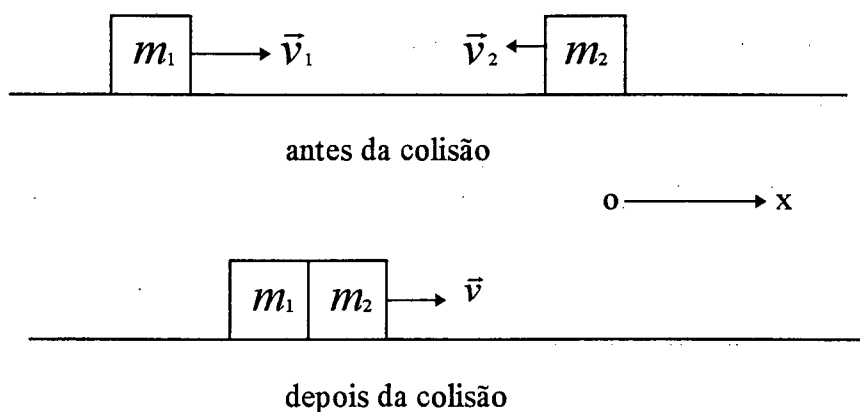 m₁ v⃗₁ v⃗₂ m₂
antes da colisão
o x
m₁ m₂ v⃗
depois da colisão